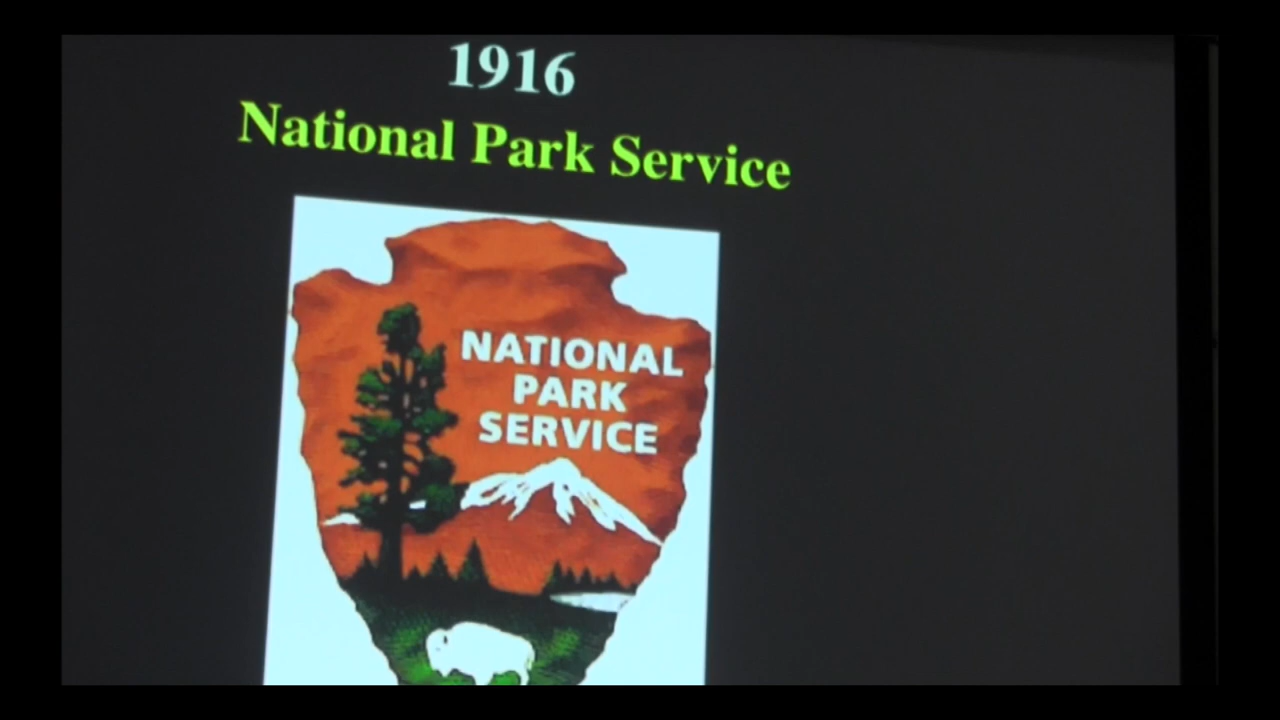 1916
National Park Service
NATIONAL
PARK
SERVICE